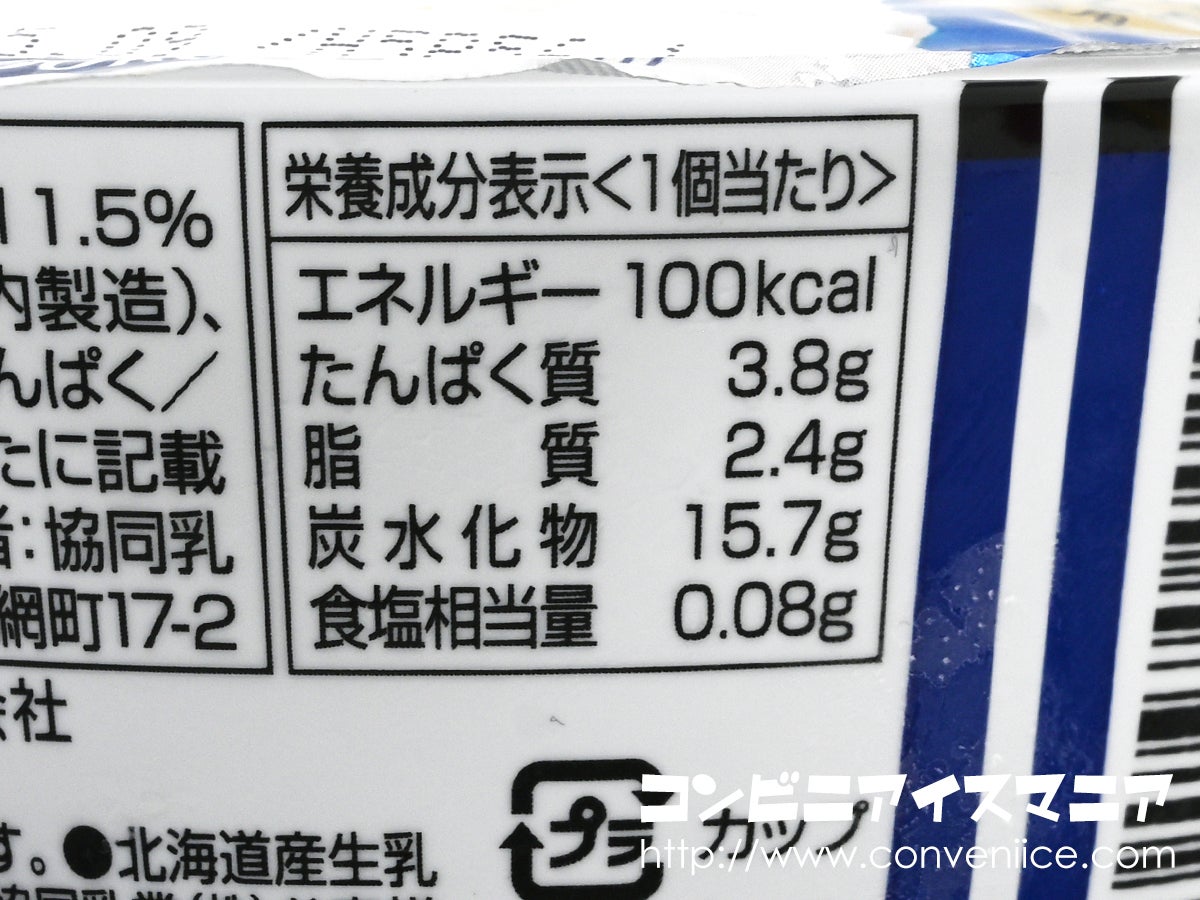 11.5%
内製造)、
んぱく/
たに記載
者:協同乳
網町17-2
会社
栄養成分表示<1個当たり>
エネルギー 100kcal
たんぱく質 3.8g
脂質 2.4g
炭水化物 15.7g
食塩相当量 0.08g
す。●北海道産生乳
プラ カップ
コンビニアイスマニア
http://www.conveniice.com